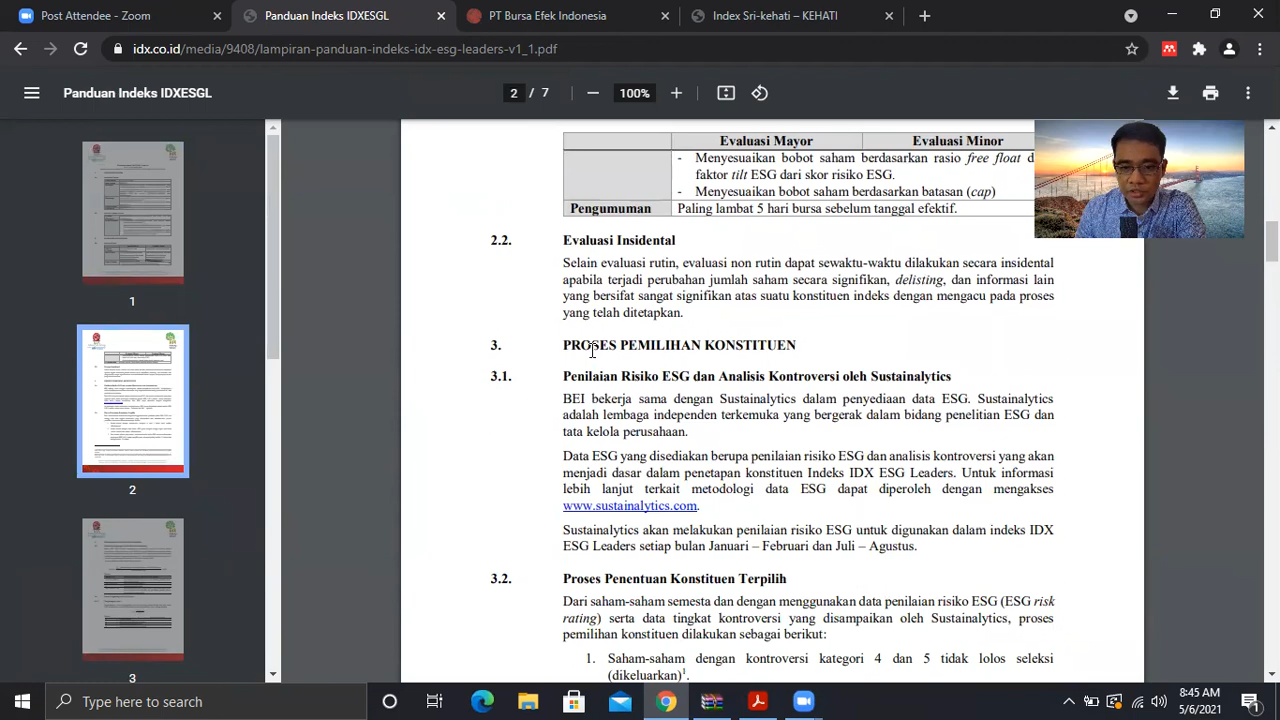 Post Attendee - Zoom
Panduan Indeks IDXESGL
PT Bursa Efek Indonesia
Index Sri-kehati – KEHATI
idx.co.id/media/9408/lampiran-panduan-indeks-idx-esg-leaders-v1_1.pdf
Panduan Indeks IDXESGL
2 / 7
100%
1
2
3
Evaluasi Mayor Evaluasi Minor
- Menyesuaikan bobot saham berdasarkan rasio free float d
faktor tilt ESG dari skor risiko ESG.
- Menyesuaikan bobot saham berdasarkan batasan (cap)
Pengumuman Paling lambat 5 hari bursa sebelum tanggal efektif.
2.2. Evaluasi Insidental
Selain evaluasi rutin, evaluasi non rutin dapat sewaktu-waktu dilakukan secara insidental
apabila terjadi perubahan jumlah saham secara signifikan, delisting, dan informasi lain
yang bersifat sangat signifikan atas suatu konstituen indeks dengan mengacu pada proses
yang telah ditetapkan.
3. PROSES PEMILIHAN KONSTITUEN
3.1. Penilaian Risiko ESG dan Analisis Kontroversi oleh Sustainalytics
BEI bekerja sama dengan Sustainalytics dalam penyediaan data ESG. Sustainalytics
adalah lembaga independen terkemuka yang bergerak dalam bidang penelitian ESG dan
tata kelola perusahaan.
Data ESG yang disediakan berupa penilaian risiko ESG dan analisis kontroversi yang akan
menjadi dasar dalam penetapan konstituen Indeks IDX ESG Leaders. Untuk informasi
lebih lanjut terkait metodologi data ESG dapat diperoleh dengan mengakses
www.sustainalytics.com.
Sustainalytics akan melakukan penilaian risiko ESG untuk digunakan dalam indeks IDX
ESG Leaders setiap bulan Januari – Februari dan Juli – Agustus.
3.2. Proses Penentuan Konstituen Terpilih
Dari saham-saham semesta dan dengan menggunakan data penilaian risiko ESG (ESG risk
rating) serta data tingkat kontroversi yang disampaikan oleh Sustainalytics, proses
pemilihan konstituen dilakukan sebagai berikut:
1. Saham-saham dengan kontroversi kategori 4 dan 5 tidak lolos seleksi
(dikeluarkan)¹.
Type here to search
8:45 AM
5/6/2021